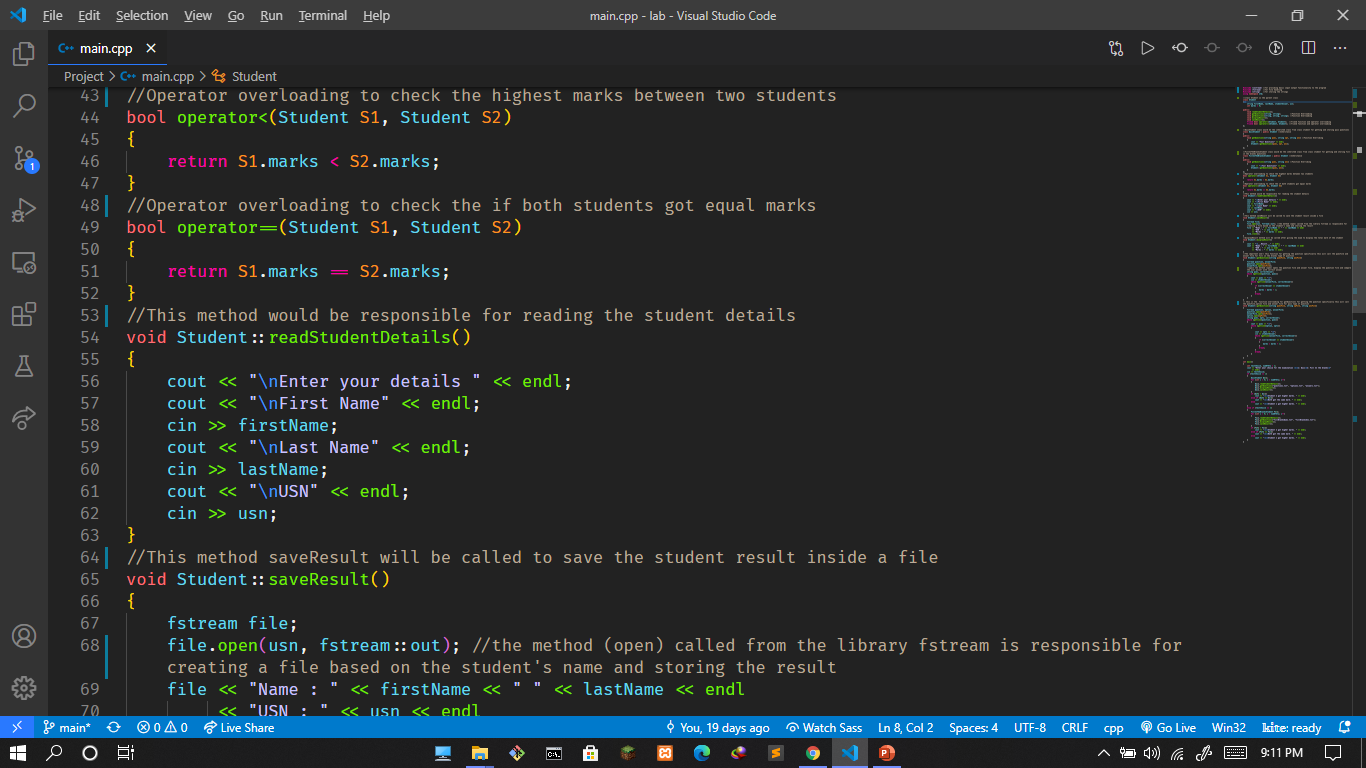 File Edit Selection View Go Run Terminal Help
main.cpp - lab - Visual Studio Code
main.cpp
Project > main.cpp > Student
43 //Operator overloading to check the highest marks between two students
44 bool operator<(Student S1, Student S2)
45 {
46 return S1.marks < S2.marks;
47 }
48 //Operator overloading to check the if both students got equal marks
49 bool operator==(Student S1, Student S2)
50 {
51 return S1.marks == S2.marks;
52 }
53 //This method would be responsible for reading the student details
54 void Student::readStudentDetails()
55 {
56 cout << "\nEnter your details " << endl;
57 cout << "\nFirst Name" << endl;
58 cin >> firstName;
59 cout << "\nLast Name" << endl;
60 cin >> lastName;
61 cout << "\nUSN" << endl;
62 cin >> usn;
63 }
64 //This method saveResult will be called to save the student result inside a file
65 void Student::saveResult()
66 {
67 fstream file;
68 file.open(usn, fstream::out); //the method (open) called from the library fstream is responsible for
creating a file based on the student's name and storing the result
69 file << "Name : " << firstName << " " << lastName << endl
70 << "USN : " << usn << endl
1
main* 0 0 Live Share You, 19 days ago Watch Sass Ln 8, Col 2 Spaces: 4 UTF-8 CRLF cpp Go Live Win32 kite: ready
9:11 PM